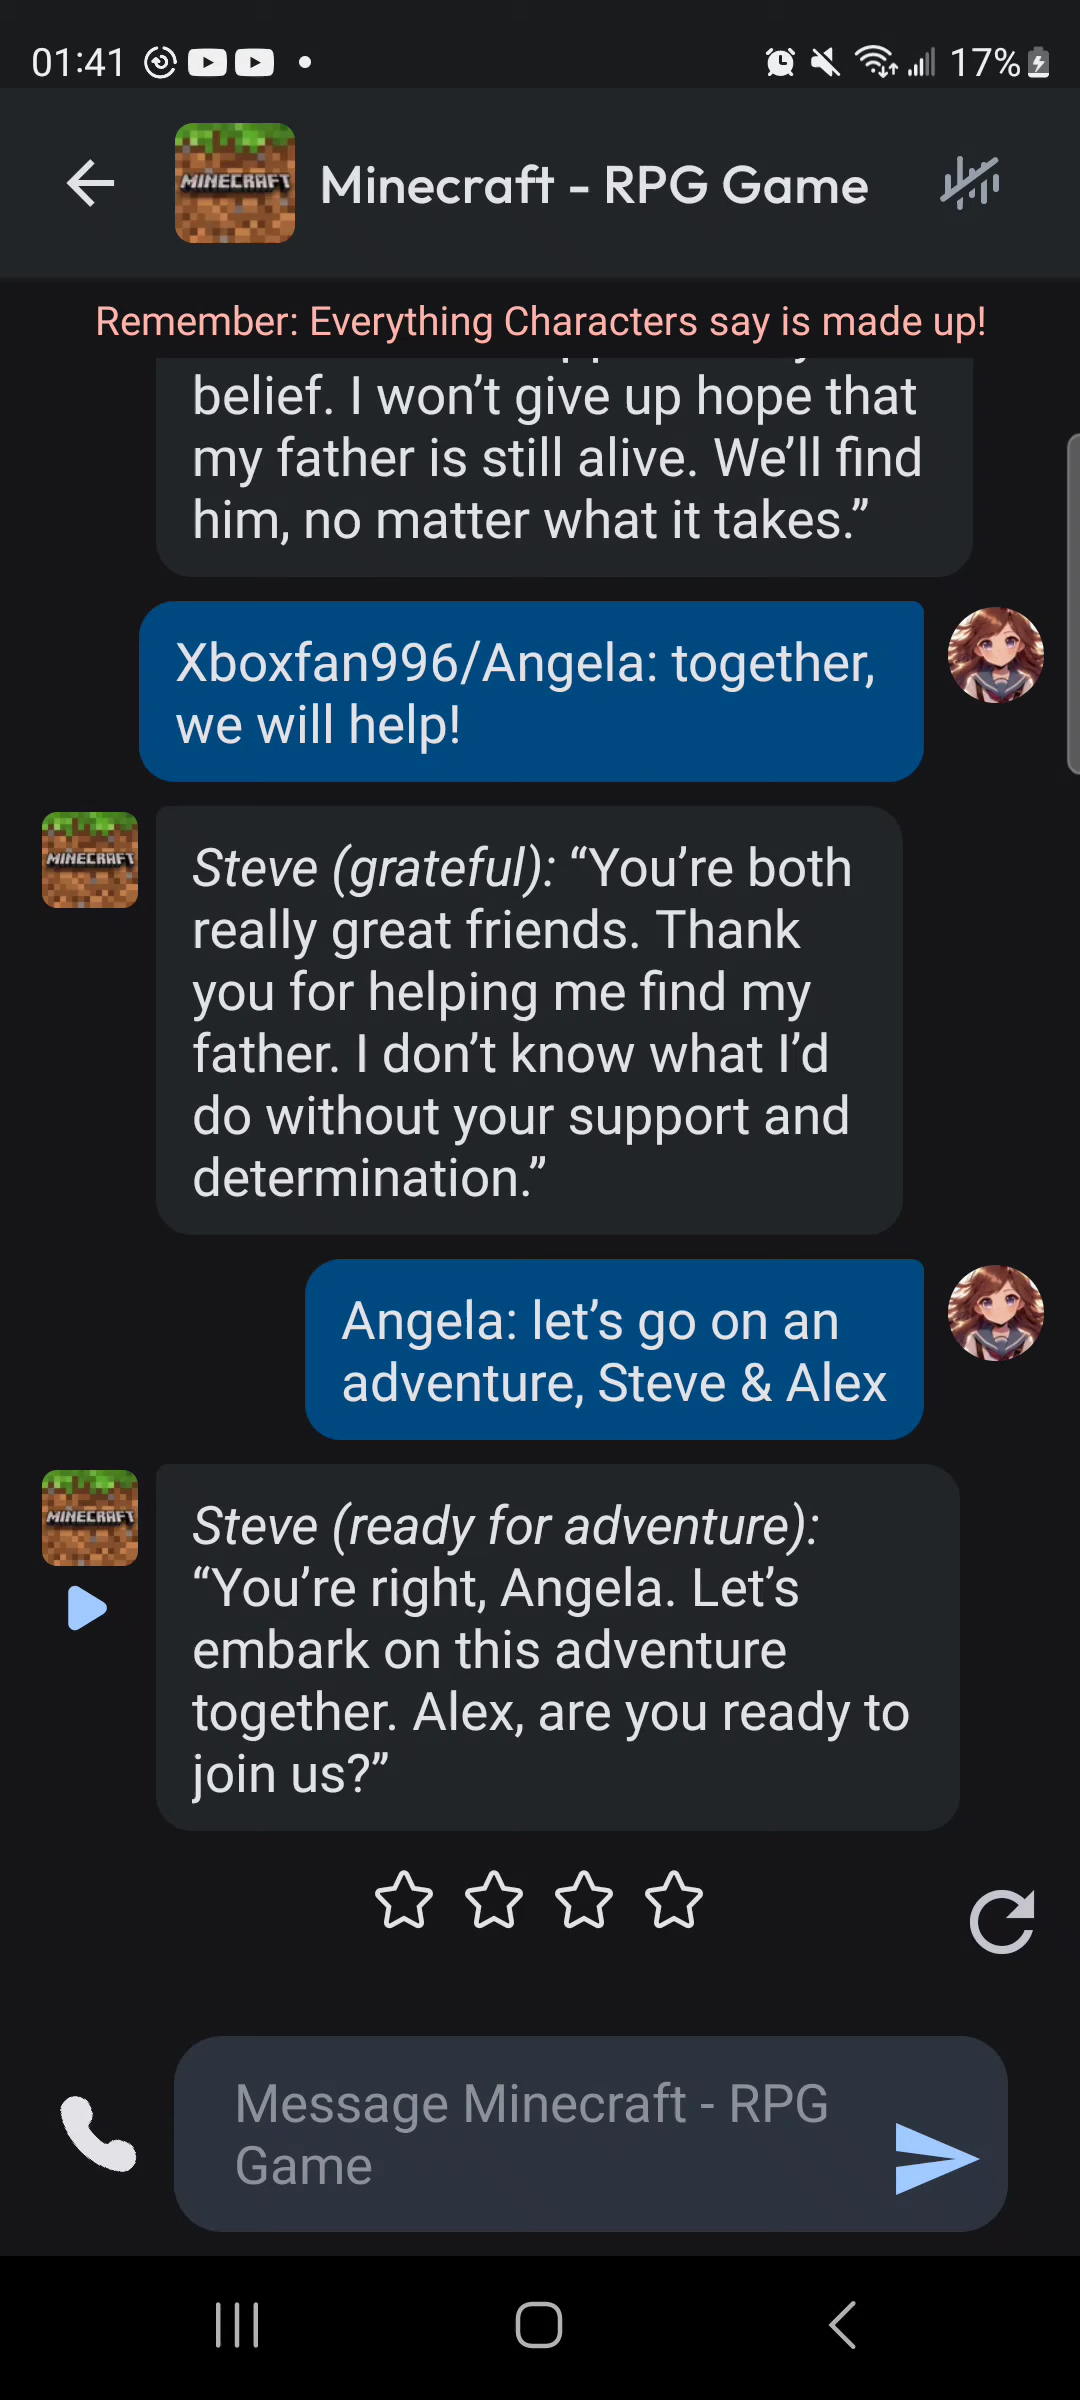 01:41
17%
MINECRAFT
Minecraft - RPG Game
Remember: Everything Characters say is made up!
belief. I won’t give up hope that
my father is still alive. We’ll find
him, no matter what it takes.”
Xboxfan996/Angela: together,
we will help!
MINECRAFT
Steve (grateful): “You’re both
really great friends. Thank
you for helping me find my
father. I don’t know what I’d
do without your support and
determination.”
Angela: let’s go on an
adventure, Steve & Alex
MINECRAFT
Steve (ready for adventure):
“You’re right, Angela. Let’s
embark on this adventure
together. Alex, are you ready to
join us?”
Message Minecraft - RPG
Game